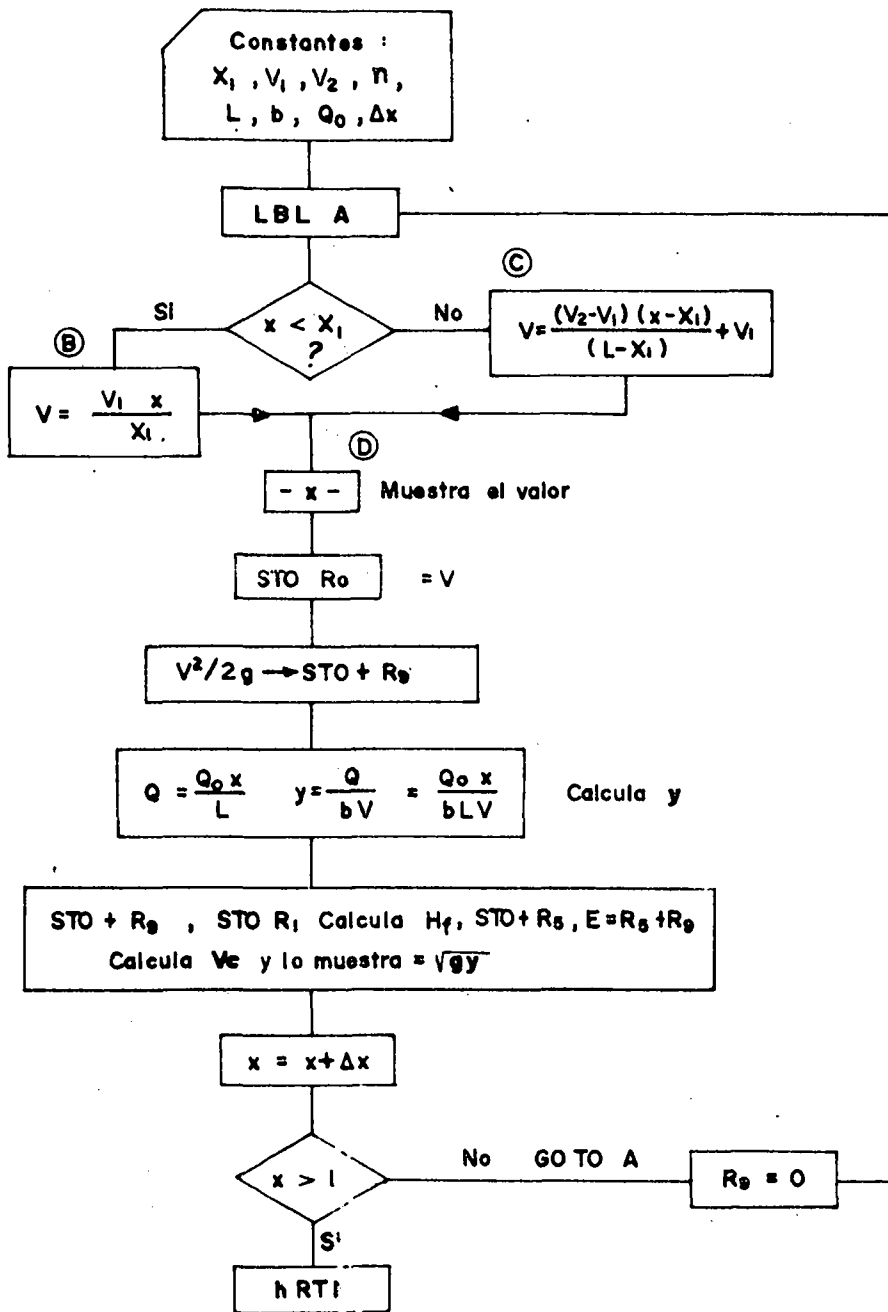 Constantes :
X₁ , V₁ , V₂ , n ,
L , b , Q₀ , Δx
LBL A
Ⓒ
Si
x < X₁
?
No
V = (V₂-V₁) (x-X₁) / (L-X₁) + V₁
Ⓑ
V = V₁ x / X₁
Ⓓ
- x - Muestra el valor
STO R₀ = V
V²/2g → STO + R₉
Q = Q₀ x / L y = Q / bV = Q₀ x / bLV Calcula y
STO + R₉ , STO R₁ Calcula Hf, STO + R₅ , E = R₅ + R₉
Calcula Vc y lo muestra = √gy
x = x + Δx
x > l
No GO TO A
R₉ = 0
Si
h RTI